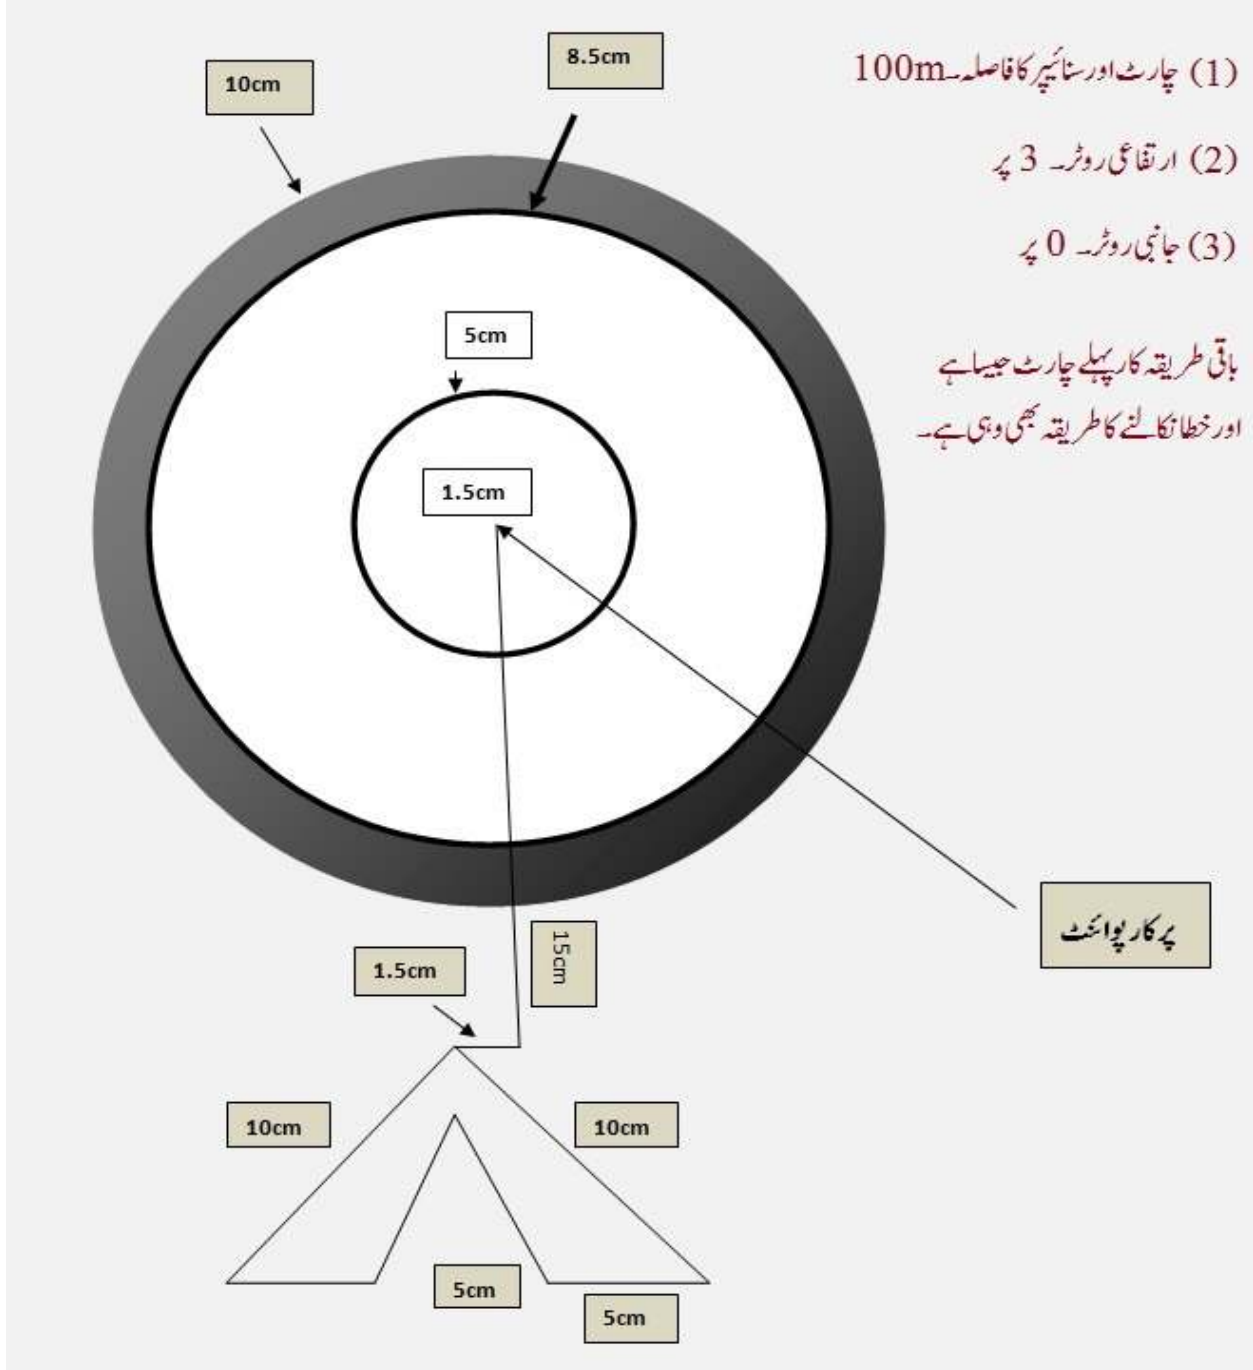 (1) چارٹ اور سنائیپر کا فاصلہ۔100m
(2) ارتفاعی روٹر۔ 3 پر
(3) جانبی روٹر۔ 0 پر
باقی طریقہ کار پہلے چارٹ جیسا ہے
اور خطا نکالنے کا طریقہ بھی وہی ہے۔
8.5cm
10cm
5cm
1.5cm
پرکار پوائنٹ
15cm
1.5cm
10cm
10cm
5cm
5cm